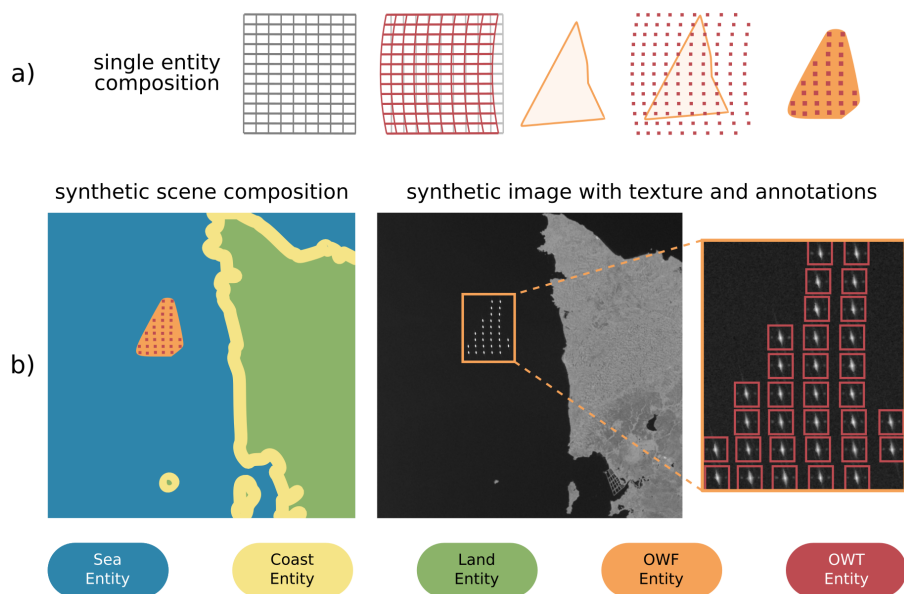 a)
single entity
composition
synthetic scene composition
synthetic image with texture and annotations
b)
Sea
Entity
Coast
Entity
Land
Entity
OWF
Entity
OWT
Entity